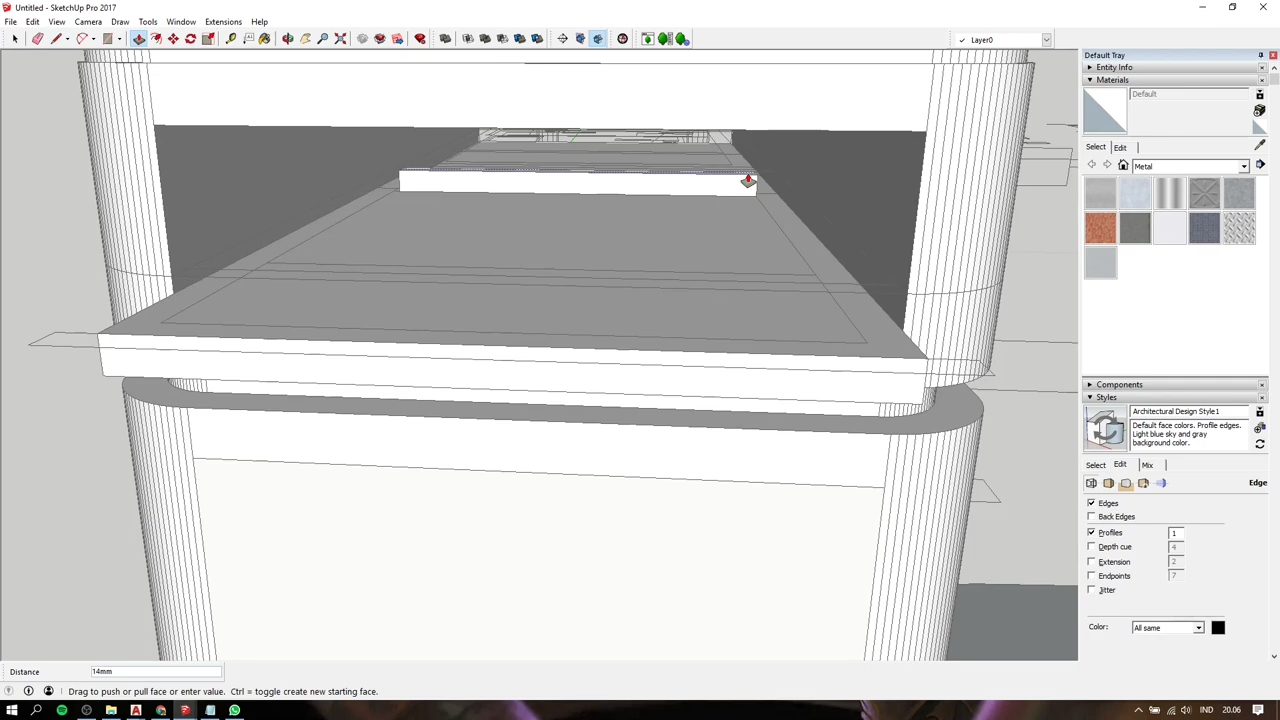 Untitled - SketchUp Pro 2017
File Edit View Camera Draw Tools Window Extensions Help
Layer0
Default Tray
Entity Info
Materials
Default
Select Edit
Metal
Components
Styles
Architectural Design Style1
Default face colors. Profile edges. Light blue sky and gray background color.
Select Edit Mix
Edge
Edges
Back Edges
Profiles 1
Depth cue 4
Extension 2
Endpoints 7
Jitter
Color: All same
Distance 14mm
Drag to push or pull face or enter value. Ctrl = toggle create new starting face.
IND 20.06